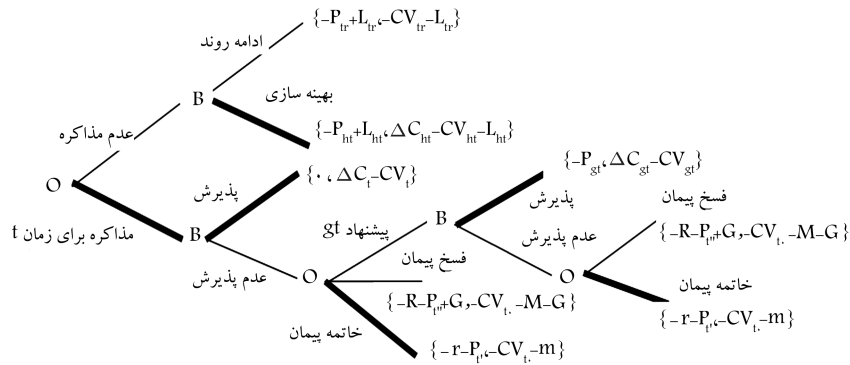 {-P_tr+L_tr،-CV_tr-L_tr}
ادامه روند
B
بهینه سازی
عدم مذاکره
{-P_ht+L_ht،ΔC_ht-CV_ht-L_ht}
O
{۰ ،ΔC_t-CV_t}
{-P_gt،ΔC_gt-CV_gt}
پذیرش
پذیرش
فسخ پیمان
مذاکره برای زمان t
B
پیشنهاد gt
B
{-R-P_t''+G,-CV_t. -M-G}
عدم پذیرش
عدم پذیرش
O
فسخ پیمان
O
{-R-P_t''+G,-CV_t. -M-G}
خاتمه پیمان
خاتمه پیمان
{-r-P_t'،-CV_t.-m}
{-r-P_t'،-CV_t.-m}